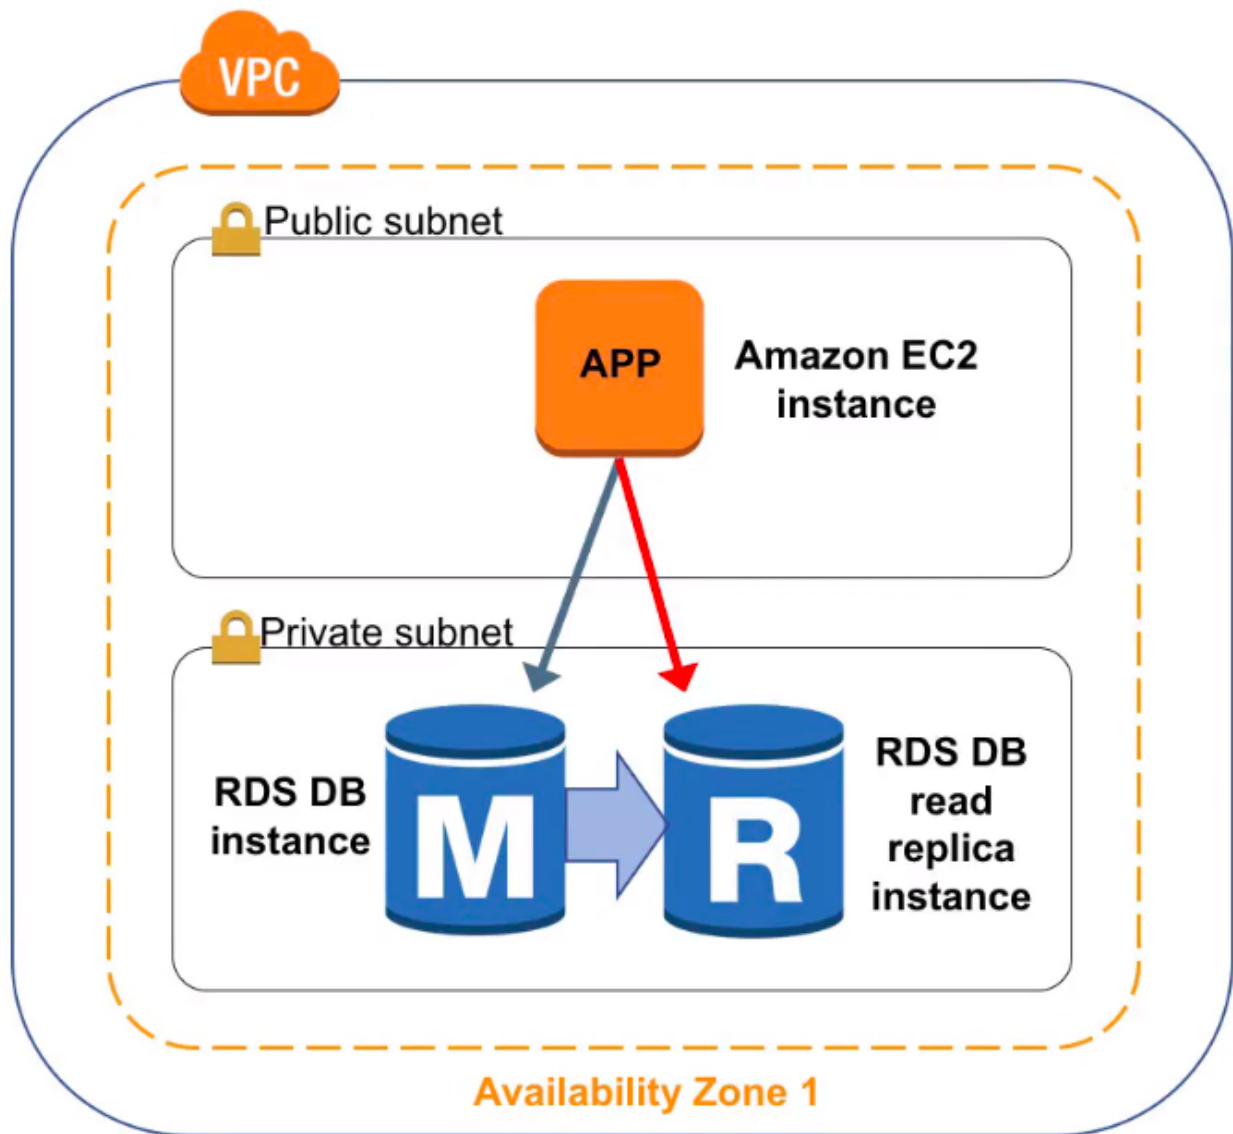 VPC
Public subnet
APP
Amazon EC2
instance
Private subnet
RDS DB
instance
M
R
RDS DB
read
replica
instance
Availability Zone 1